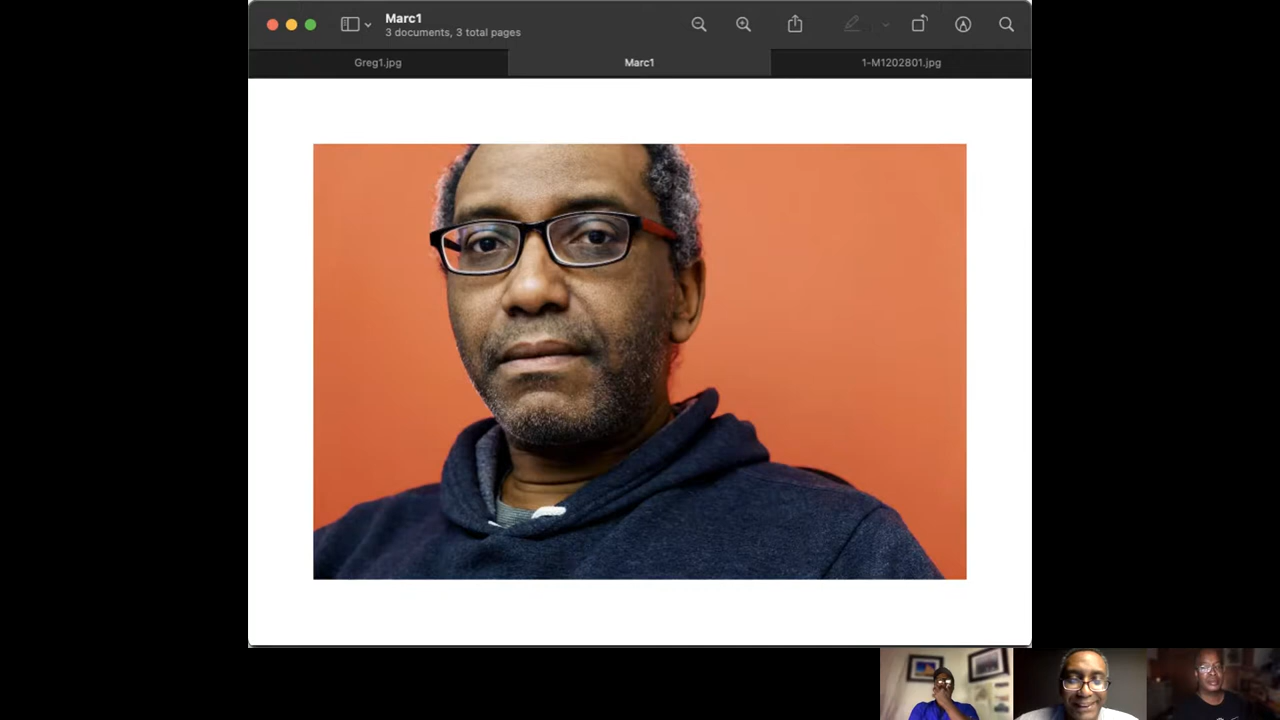 Marc1
3 documents, 3 total pages
Greg1.jpg
Marc1
1-M1202801.jpg